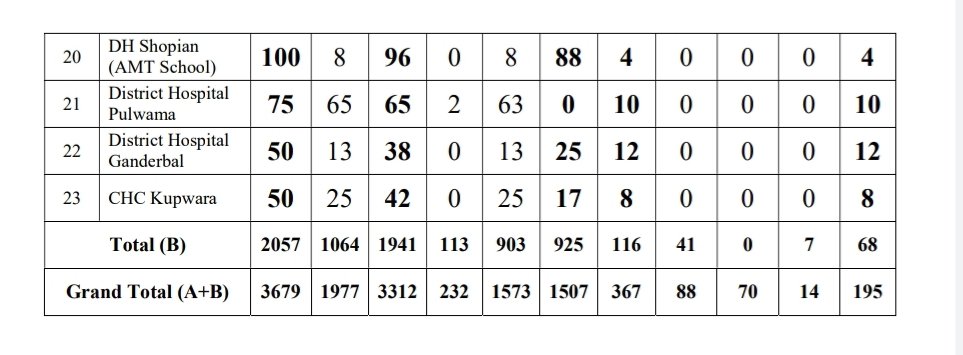 20 DH Shopian (AMT School) 100 8 96 0 8 88 4 0 0 0 4
21 District Hospital Pulwama 75 65 65 2 63 0 10 0 0 0 10
22 District Hospital Ganderbal 50 13 38 0 13 25 12 0 0 0 12
23 CHC Kupwara 50 25 42 0 25 17 8 0 0 0 8
Total (B) 2057 1064 1941 113 903 925 116 41 0 7 68
Grand Total (A+B) 3679 1977 3312 232 1573 1507 367 88 70 14 195